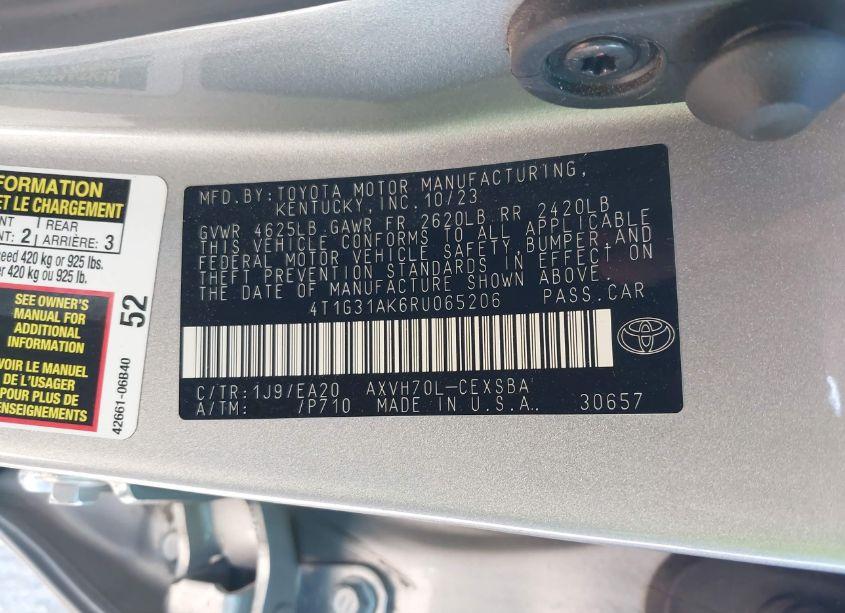 FORMATION
ET LE CHARGEMENT
NT REAR
NT: 2 ARRIÈRE: 3
eed 420 kg or 925 lbs.
er 420 kg ou 925 lb.
SEE OWNER'S
MANUAL FOR
ADDITIONAL
INFORMATION
VOIR LE MANUEL
DE L'USAGER
POUR PLUS DE
RENSEIGNEMENTS
52
42661-06B40
MFD.BY:TOYOTA MOTOR MANUFACTURING,
KENTUCKY,INC.10/23
GVWR 4625LB GAWR FR 2620LB RR 2420LB
THIS VEHICLE CONFORMS TO ALL APPLICABLE
FEDERAL MOTOR VEHICLE SAFETY,BUMPER,AND
THEFT PREVENTION STANDARDS IN EFFECT ON
THE DATE OF MANUFACTURE SHOWN ABOVE.
4T1G31AK6RU065206 PASS.CAR
C/TR:1J9/EA20 AXVH70L-CEXSBA
A/TM: /P710 MADE IN U.S.A. 30657